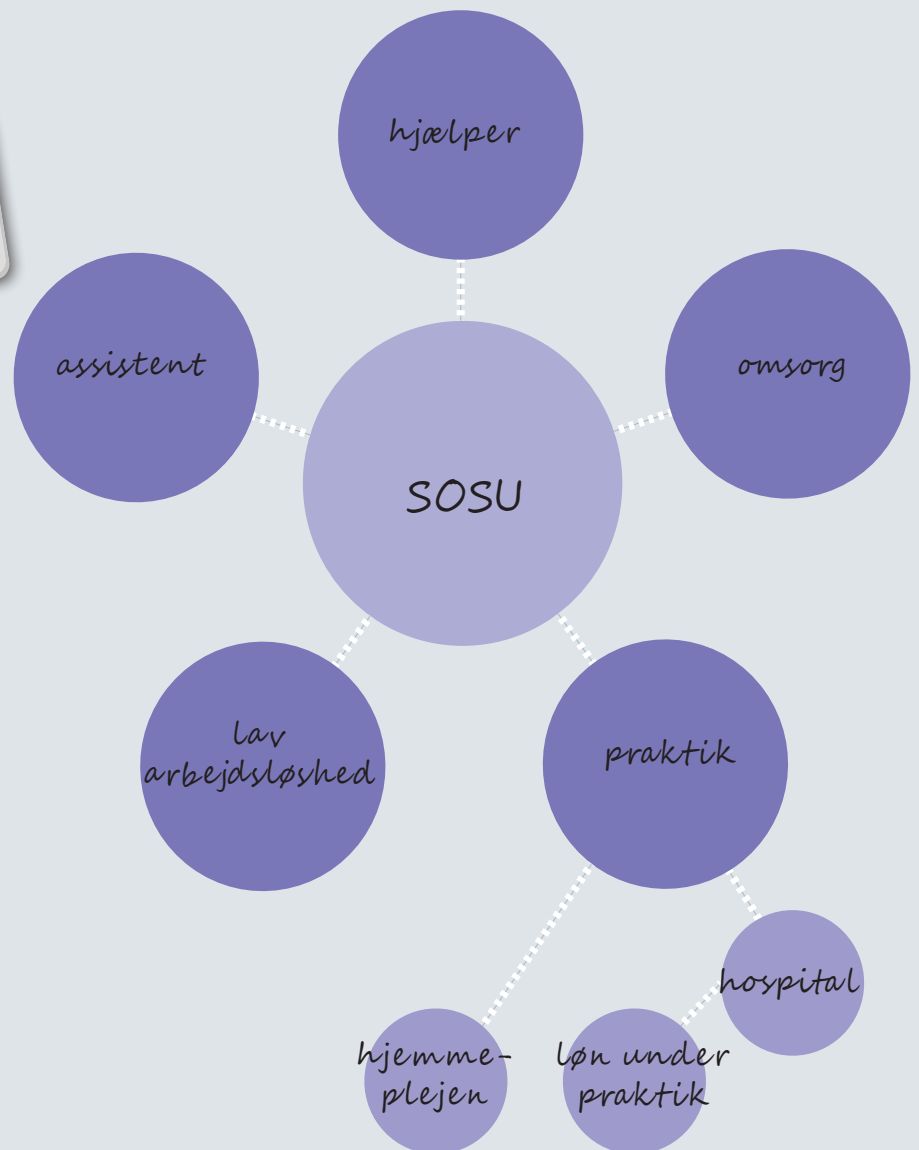 hjælper
assistent
omsorg
SOSU
lav
arbejdsløshed
praktik
hospital
hjemme-
plejen
løn under
praktik